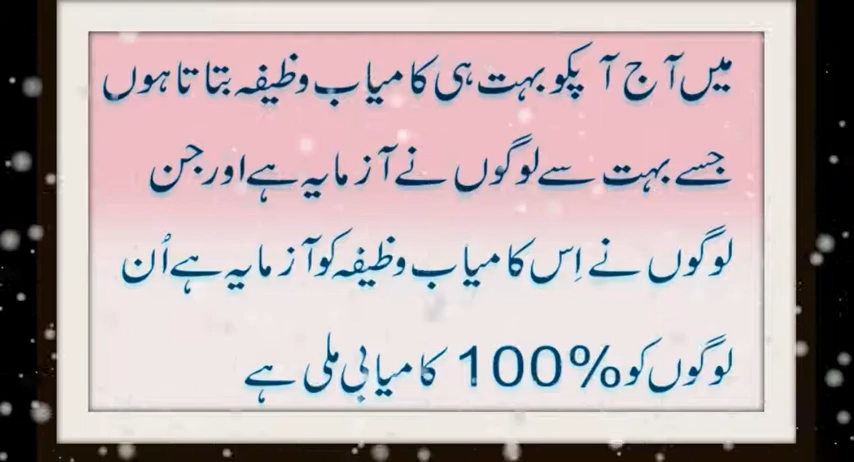 میں آج آپکو بہت ہی کامیاب وظیفہ بتاتا ہوں
جسے بہت سے لوگوں نے آزمایہ ہے اور جن
لوگوں نے اِس کامیاب وظیفہ کو آزمایہ ہے اُن
لوگوں کو %100 کامیابی ملی ہے